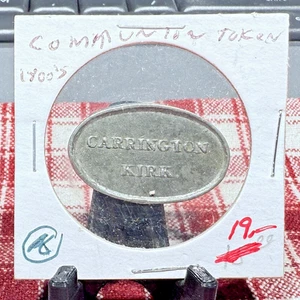 COMMUNION TOKEN
1800's
CARRINGTON
KIRK.
19.-